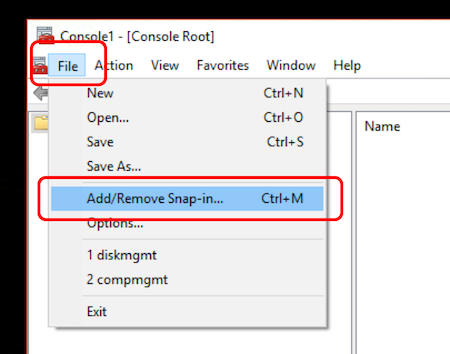 Console1 - [Console Root]
File Action View Favorites Window Help
New Ctrl+N
Open... Ctrl+O
Save Ctrl+S
Save As...
Add/Remove Snap-in... Ctrl+M
Options...
1 diskmgmt
2 compmgmt
Exit
Name